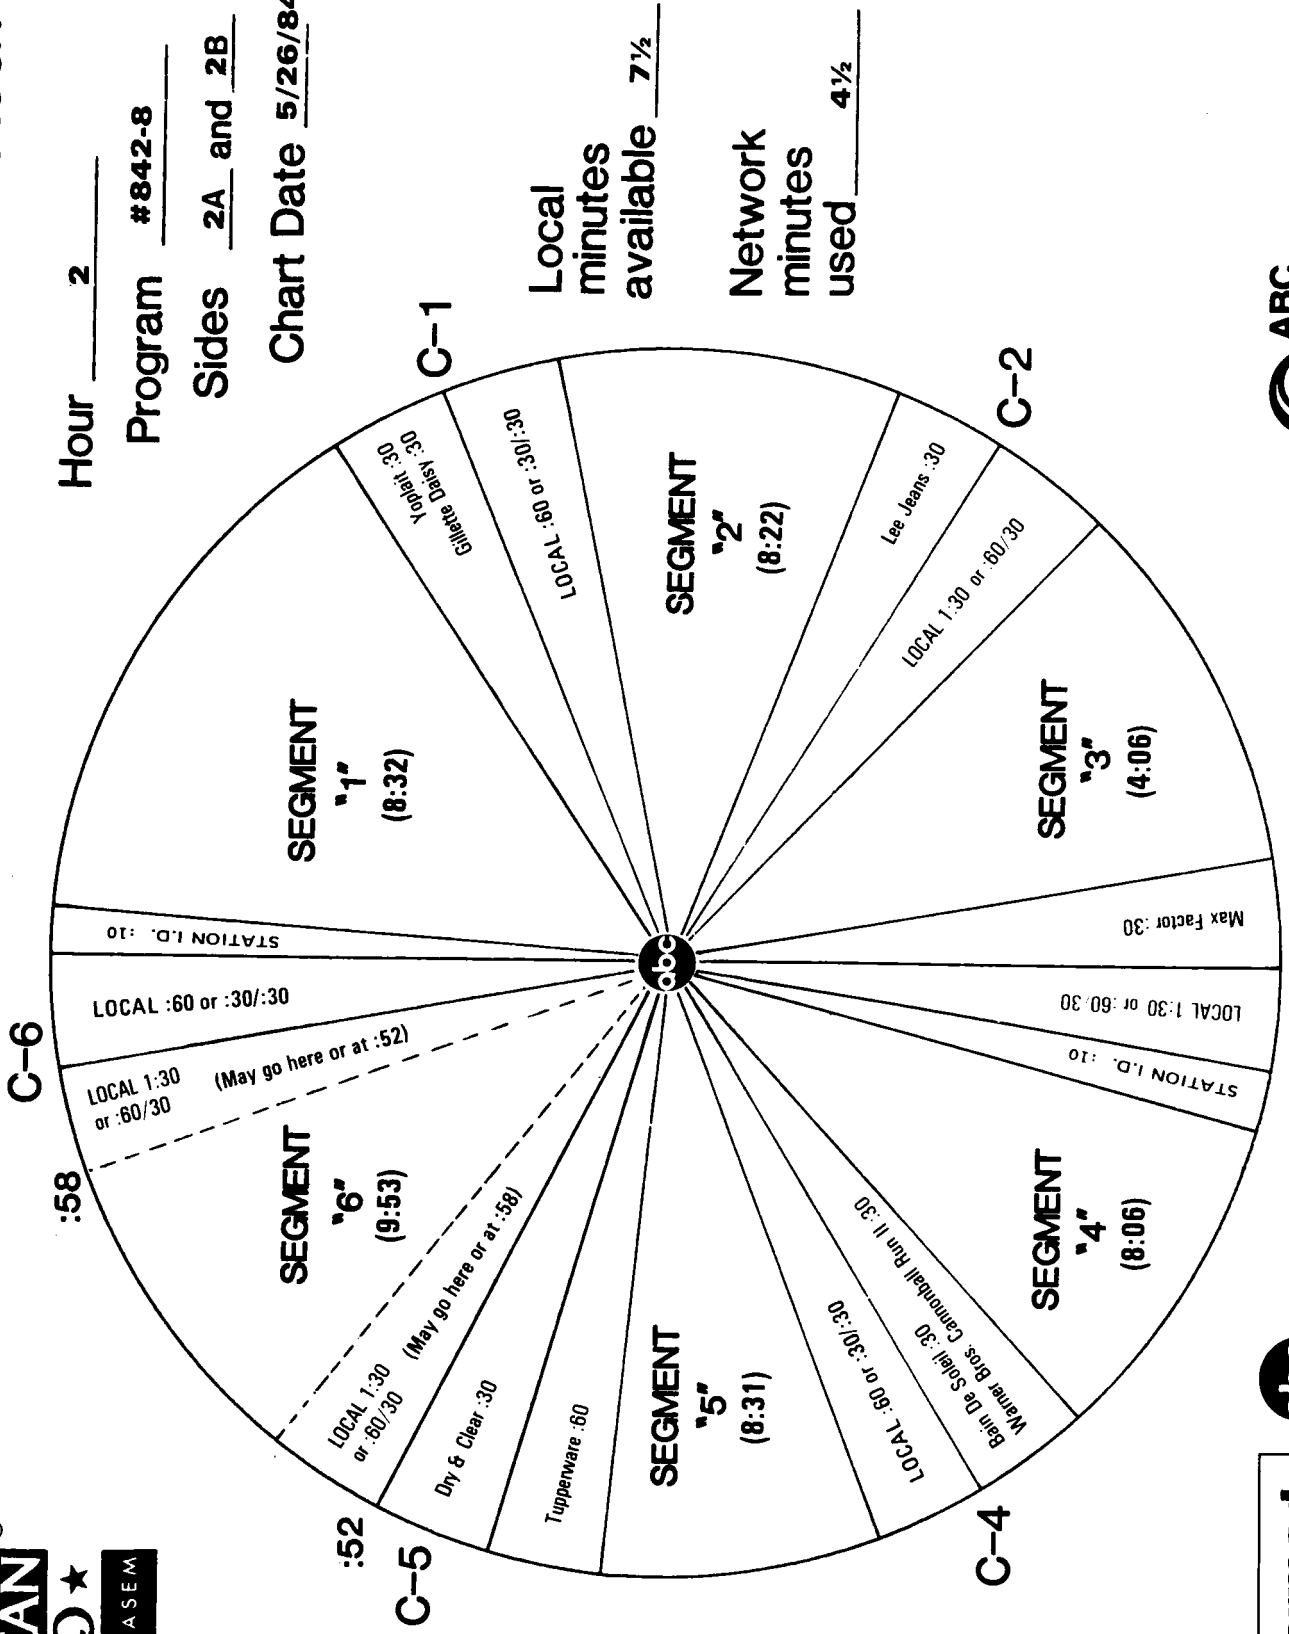 Hour 2
Program #842-8
Sides 2A and 2B
Chart Date 5/26/84
Local
minutes
available 7½
Network
minutes
used 4½
SEGMENT
"1"
(8:32)
Yoplait :30
Gillette Daisy :30
C-1
LOCAL :60 or :30/:30
SEGMENT
"2"
(8:22)
Lee Jeans :30
C-2
LOCAL 1:30 or :60/30
SEGMENT
"3"
(4:06)
Max Factor :30
LOCAL 1:30 or :60/30
STATION I.D. :10
SEGMENT
"4"
(8:06)
Warner Bros. Cannonball Run II :30
Bain De Soleil :30
C-4
LOCAL :60 or :30/:30
SEGMENT
"5"
(8:31)
Tupperware :60
Dry & Clear :30
C-5
:52
LOCAL 1:30
or :60/30
(May go here or at :58)
SEGMENT
"6"
(9:53)
:58
LOCAL 1:30
or :60/30
(May go here or at :52)
C-6
LOCAL :60 or :30/:30
STATION I.D. :10
abc
ABC